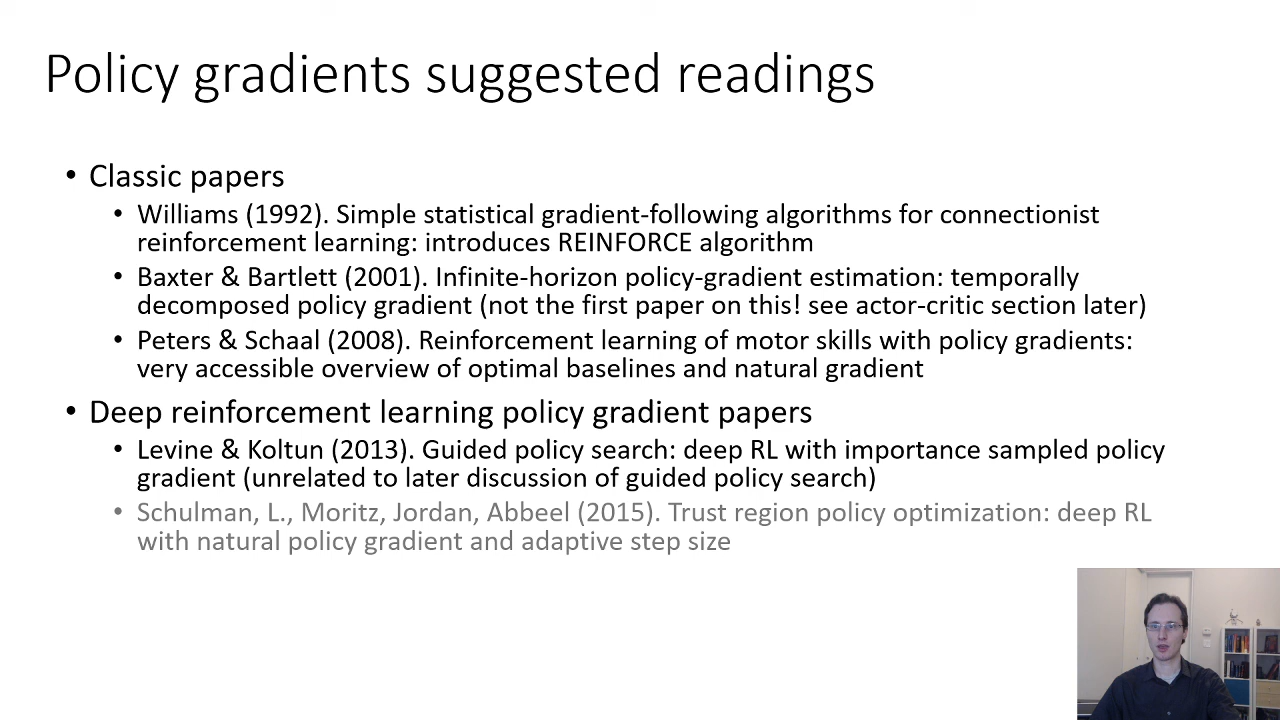 Policy gradients suggested readings
• Classic papers
• Williams (1992). Simple statistical gradient-following algorithms for connectionist
reinforcement learning: introduces REINFORCE algorithm
• Baxter & Bartlett (2001). Infinite-horizon policy-gradient estimation: temporally
decomposed policy gradient (not the first paper on this! see actor-critic section later)
• Peters & Schaal (2008). Reinforcement learning of motor skills with policy gradients:
very accessible overview of optimal baselines and natural gradient
• Deep reinforcement learning policy gradient papers
• Levine & Koltun (2013). Guided policy search: deep RL with importance sampled policy
gradient (unrelated to later discussion of guided policy search)
• Schulman, L., Moritz, Jordan, Abbeel (2015). Trust region policy optimization: deep RL
with natural policy gradient and adaptive step size